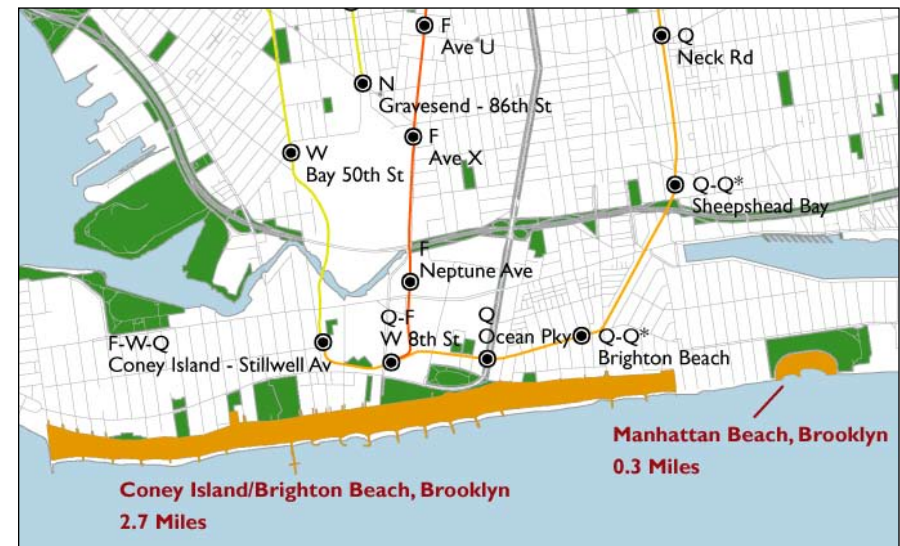 F
Ave U
Q
Neck Rd
N
Gravesend - 86th St
F
Ave X
W
Bay 50th St
Q-Q*
Sheepshead Bay
F
Neptune Ave
Q-F
W 8th St
Q
Ocean Pky
F-W-Q
Coney Island - Stillwell Av
Q-Q*
Brighton Beach
Manhattan Beach, Brooklyn
0.3 Miles
Coney Island/Brighton Beach, Brooklyn
2.7 Miles